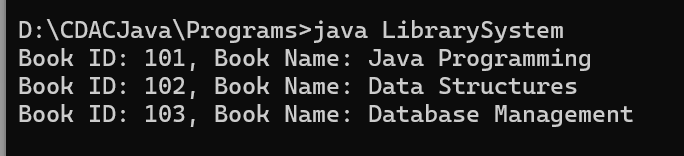 D:\CDACJava\Programs>java LibrarySystem
Book ID: 101, Book Name: Java Programming
Book ID: 102, Book Name: Data Structures
Book ID: 103, Book Name: Database Management